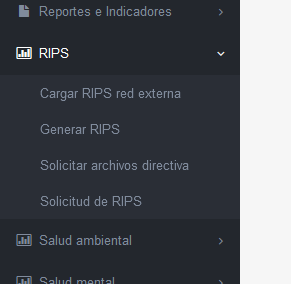 Reportes e Indicadores
RIPS
Cargar RIPS red externa
Generar RIPS
Solicitar archivos directiva
Solicitud de RIPS
Salud ambiental
Salud mental